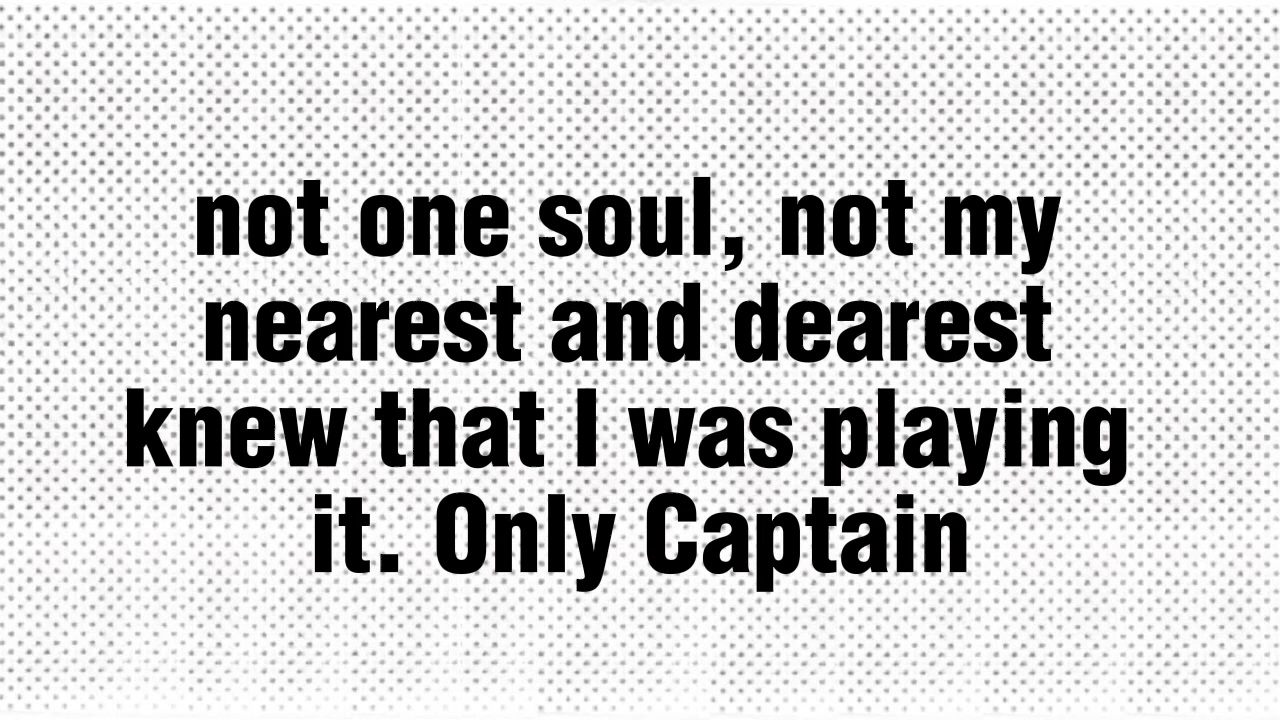 not one soul, not my
nearest and dearest
knew that I was playing
it. Only Captain